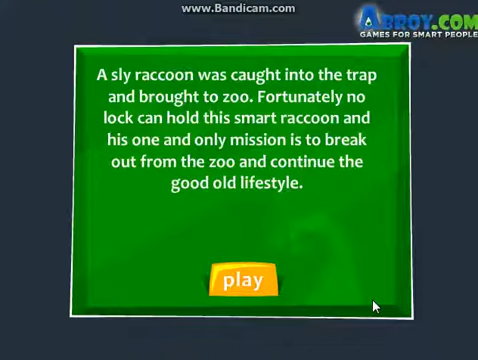 www.Bandicam.com
ABROY.COM
GAMES FOR SMART PEOPLE
A sly raccoon was caught into the trap
and brought to zoo. Fortunately no
lock can hold this smart raccoon and
his one and only mission is to break
out from the zoo and continue the
good old lifestyle.
play